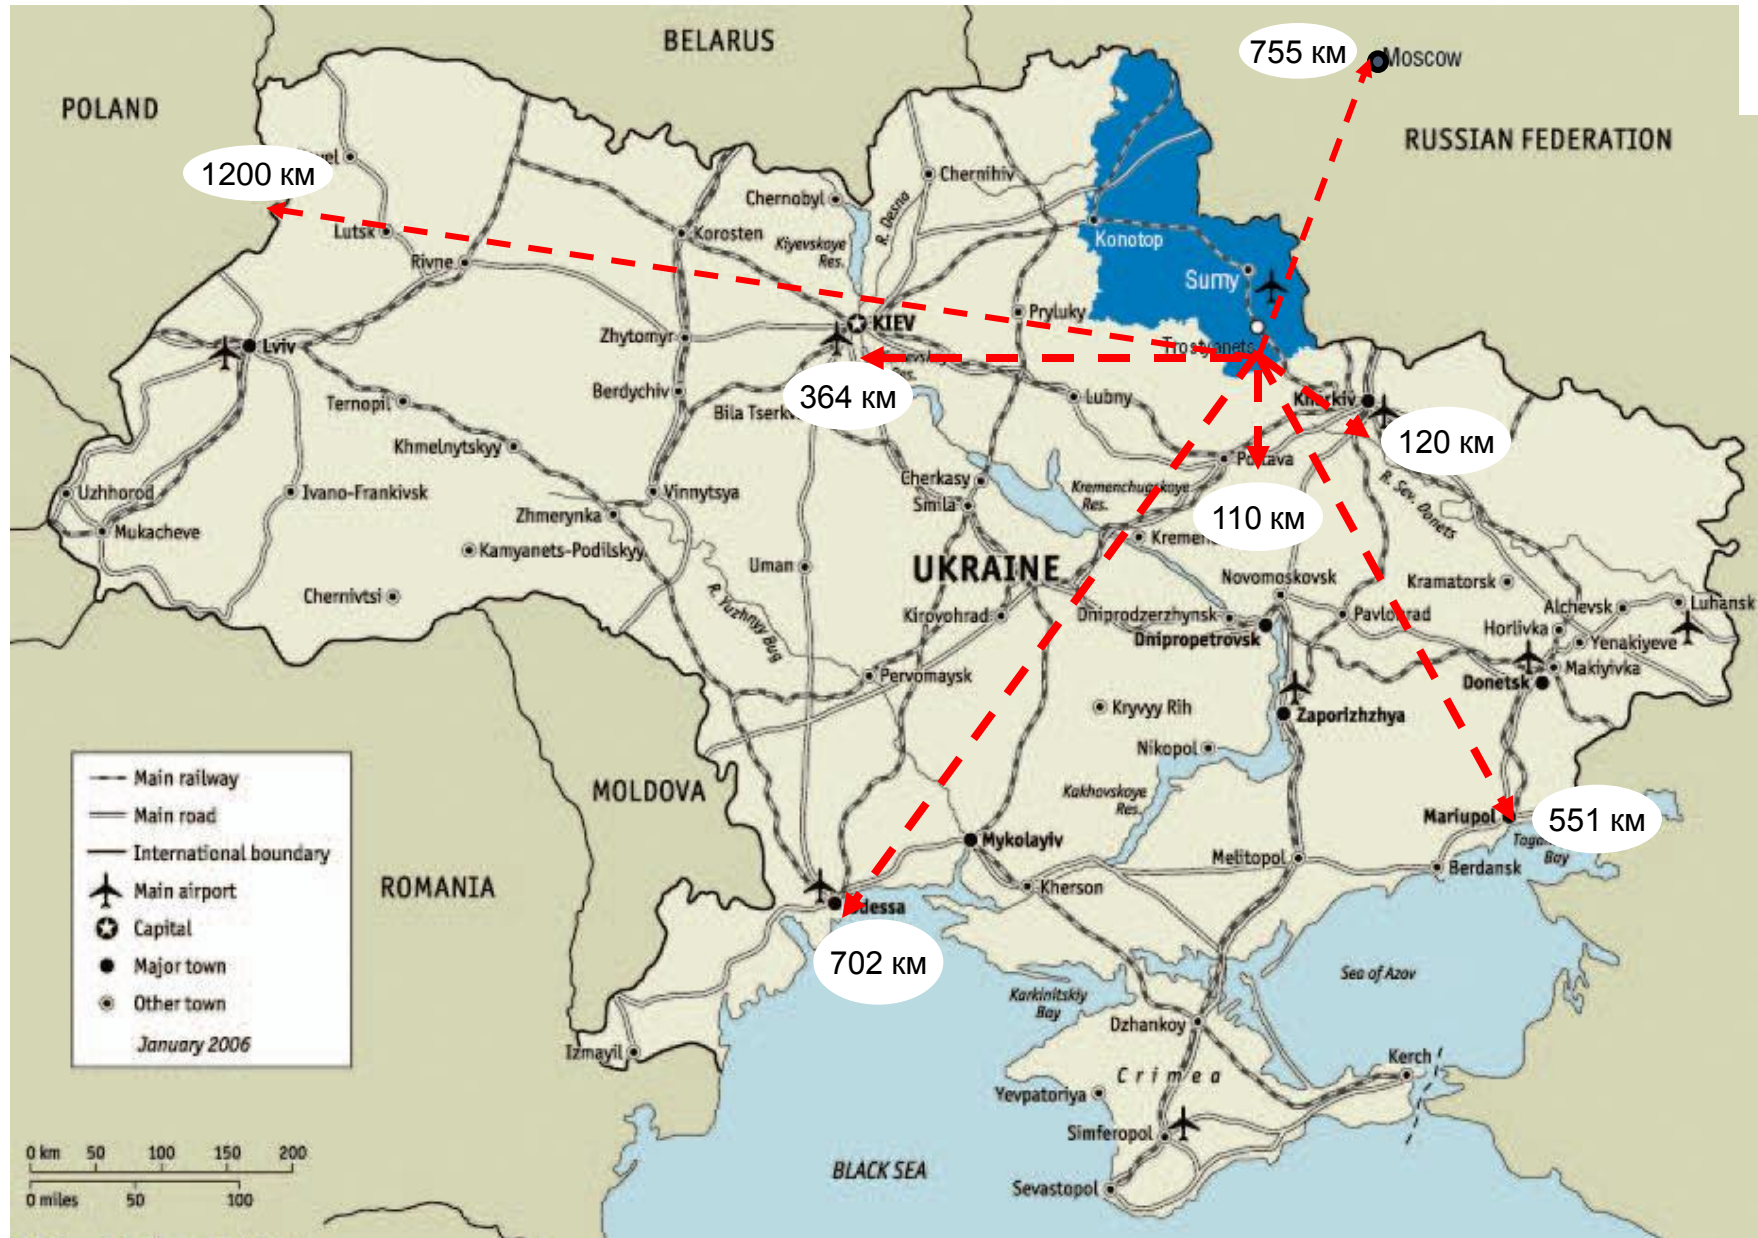 BELARUS
755 км
Moscow
POLAND
RUSSIAN FEDERATION
1200 км
Chernihiv
Chernobyl
R. Desna
Lutsk
Korosten
Konotop
Kiyevskoye
Res.
Rivne
Sumy
Pryluky
KIEV
Zhytomyr
Lviv
Trostyanets
Res.
364 км
Berdychiv
Lubny
Kharkiv
Ternopil
Bila
120 км
Khmelnytskyy
Poltava
Cherkasy
Kremenchugskoye
Res.
R. Sev. Donets
Uzhhorod
Ivano-Frankivsk
Vinnytsya
Smila
110 км
Zhmerynka
Mukacheve
Kamyanets-Podilskyy
UKRAINE
Uman
Novomoskovsk
Kramatorsk
Chernivtsi
R. Yuzhnyy Bug
Kirovohrad
Dniprodzerzhynsk
Pavlohrad
Alchevsk
Luhansk
Dnipropetrovsk
Horlivka
Yenakiyeve
Makiyivka
Pervomaysk
Donetsk
Kryvyy Rih
Zaporizhzhya
Nikopol
Main railway
MOLDOVA
Kakhovskoye
Res.
Main road
Mariupol
551 км
International boundary
Mykolayiv
Bay
Melitopol
Berdansk
ROMANIA
Main airport
Kherson
Odessa
Capital
702 км
Major town
Sea of Azov
Other town
Karkinitskiy
Bay
January 2006
Dzhankoy
Izmayil
Kerch
Crimea
Yevpatoriya
Simferopol
0 km 50 100 150 200
BLACK SEA
Sevastopol
0 miles 50 100